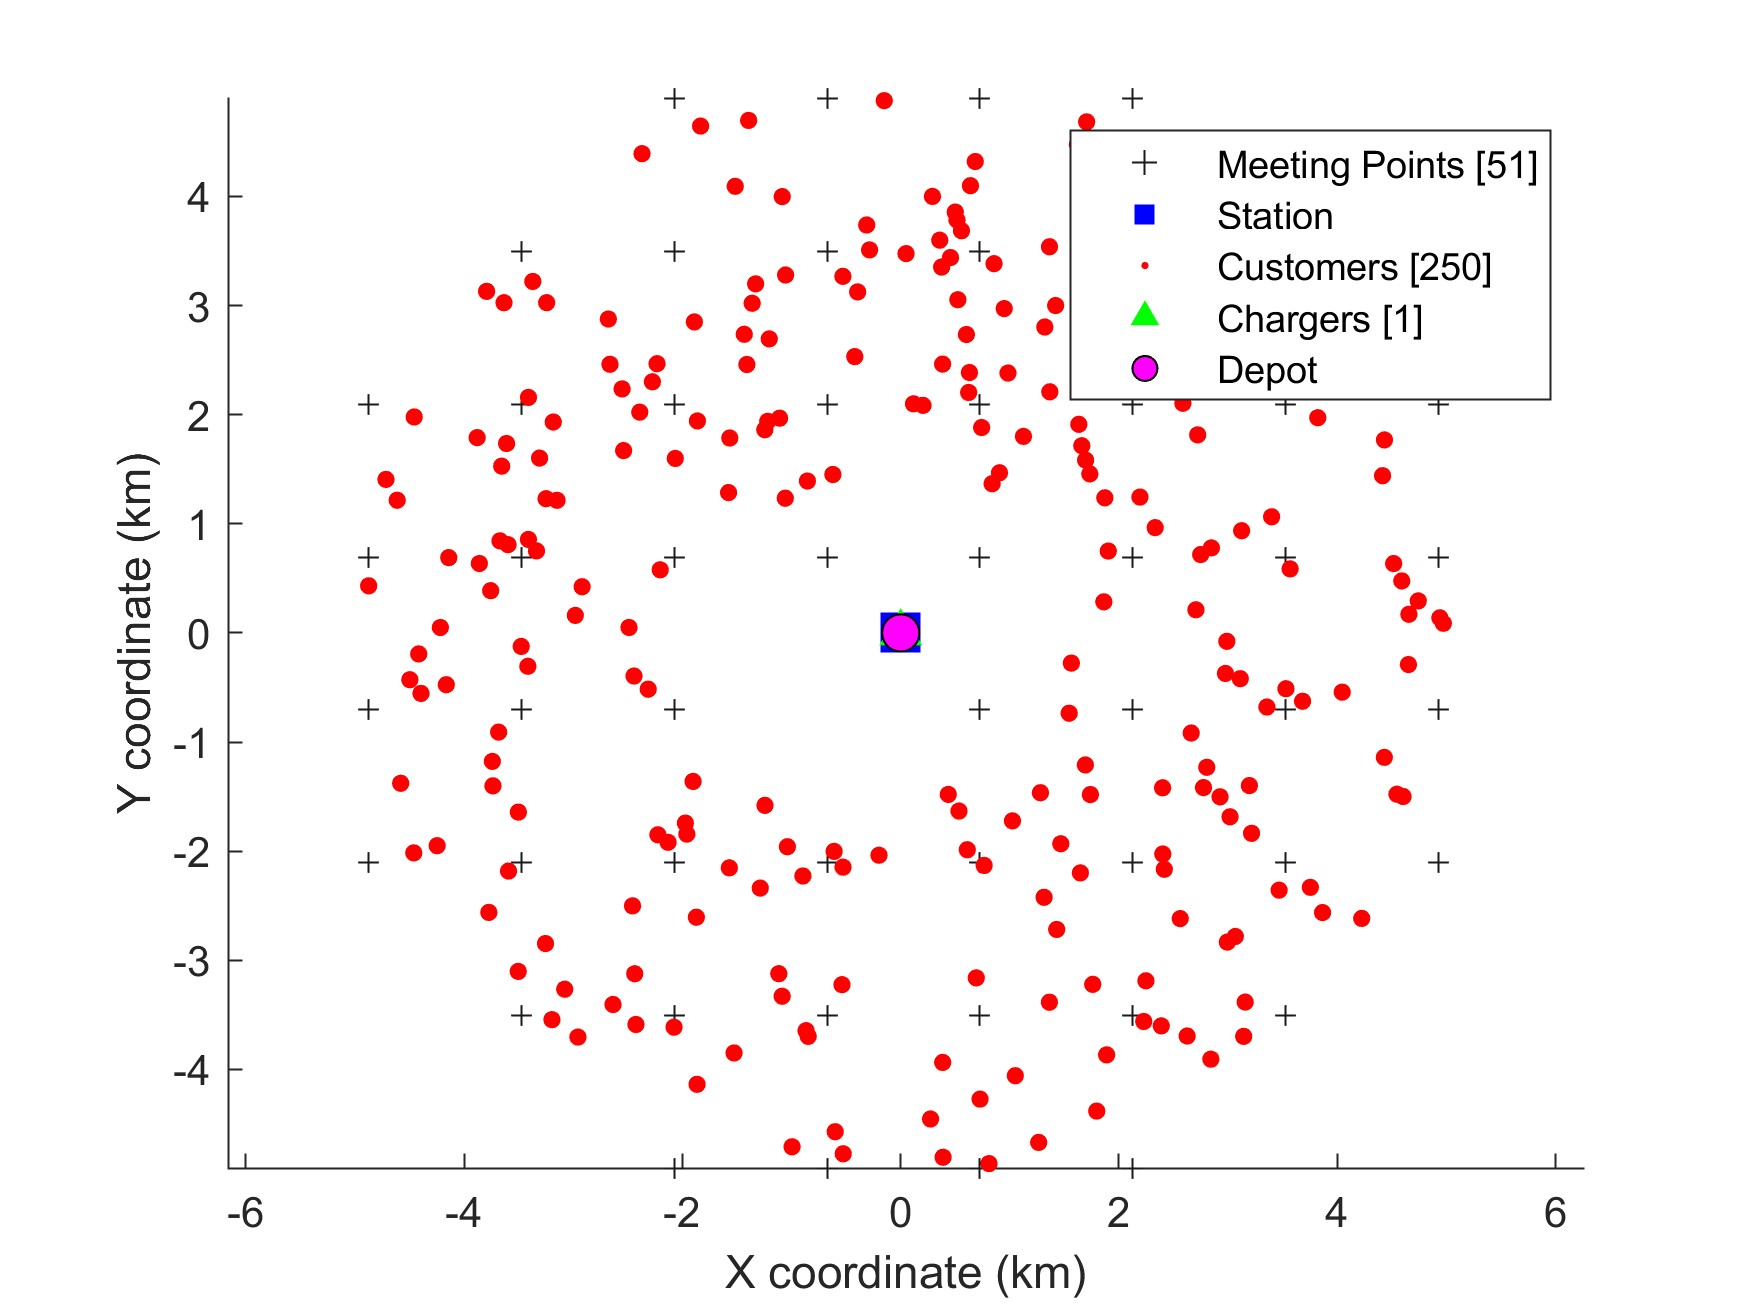 Meeting Points [51]
Station
Customers [250]
Chargers [1]
Depot
4
3
2
1
0
-1
-2
-3
-4
Y coordinate (km)
-6 -4 -2 0 2 4 6
X coordinate (km)